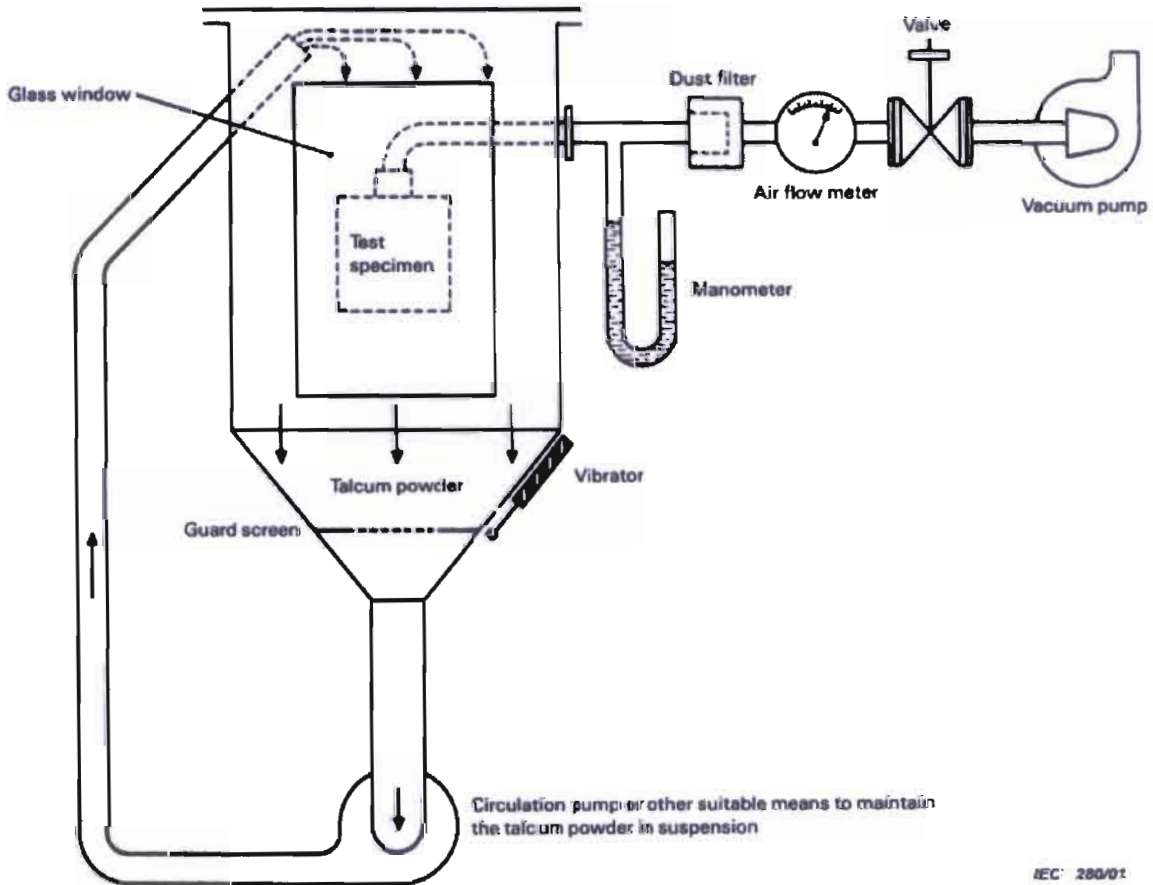 Valve
Dust filter
Glass window
Air flow meter
Vacuum pump
Test
specimen
Manometer
Vibrator
Talcum powder
Guard screen
Circulation pump or other suitable means to maintain
the talcum powder in suspension
IEC 280/01